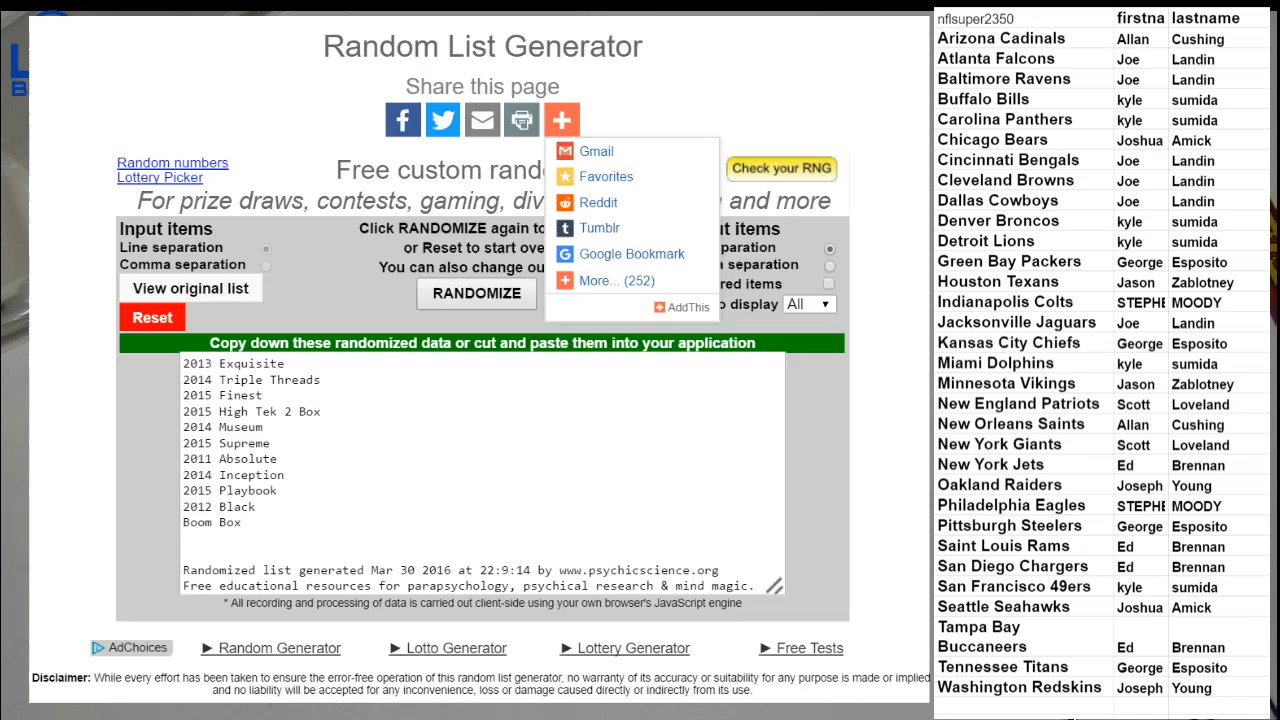 Random List Generator
Share this page
Gmail
Favorites
Reddit
Tumblr
Google Bookmark
More... (252)
AddThis
Random numbers
Lottery Picker
Free custom rand
Check your RNG
For prize draws, contests, gaming, div
and more
Input items
Line separation
Comma separation
View original list
Reset
Click RANDOMIZE again to
or Reset to start over
You can also change ou
RANDOMIZE
All
Copy down these randomized data or cut and paste them into your application
2013 Exquisite
2014 Triple Threads
2015 Finest
2015 High Tek 2 Box
2014 Museum
2015 Supreme
2011 Absolute
2014 Inception
2015 Playbook
2012 Black
Boom Box
Randomized list generated Mar 30 2016 at 22:9:14 by www.psychicscience.org
Free educational resources for parapsychology, psychical research & mind magic.
* All recording and processing of data is carried out client-side using your own browser's JavaScript engine
AdChoices
► Random Generator
► Lotto Generator
► Lottery Generator
► Free Tests
Disclaimer: While every effort has been taken to ensure the error-free operation of this random list generator, no warranty of its accuracy or suitability for any purpose is made or implied
and no liability will be accepted for any inconvenience, loss or damage caused directly or indirectly from its use.
nflsuper2350 firstna lastname
Arizona Cadinals Allan Cushing
Atlanta Falcons Joe Landin
Baltimore Ravens Joe Landin
Buffalo Bills kyle sumida
Carolina Panthers kyle sumida
Chicago Bears Joshua Amick
Cincinnati Bengals Joe Landin
Cleveland Browns Joe Landin
Dallas Cowboys Joe Landin
Denver Broncos kyle sumida
Detroit Lions kyle sumida
Green Bay Packers George Esposito
Houston Texans Jason Zablotney
Indianapolis Colts STEPHE MOODY
Jacksonville Jaguars Joe Landin
Kansas City Chiefs George Esposito
Miami Dolphins kyle sumida
Minnesota Vikings Jason Zablotney
New England Patriots Scott Loveland
New Orleans Saints Allan Cushing
New York Giants Scott Loveland
New York Jets Ed Brennan
Oakland Raiders Joseph Young
Philadelphia Eagles STEPHE MOODY
Pittsburgh Steelers George Esposito
Saint Louis Rams Ed Brennan
San Diego Chargers Ed Brennan
San Francisco 49ers kyle sumida
Seattle Seahawks Joshua Amick
Tampa Bay
Buccaneers Ed Brennan
Tennessee Titans George Esposito
Washington Redskins Joseph Young